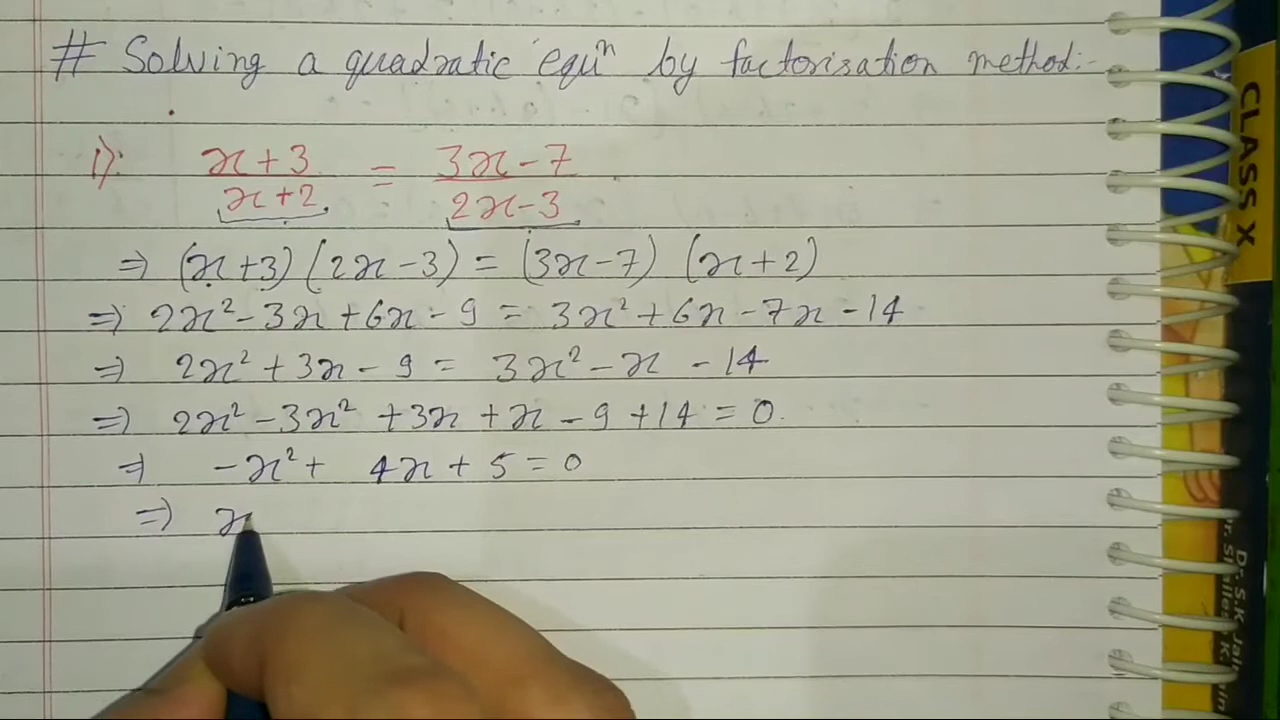 # Solving a quadratic equⁿ by factorisation method:-
i): x+3/x+2 = 3x-7/2x-3
⇒ (x+3) (2x-3) = (3x-7) (x+2)
⇒ 2x²-3x+6x-9 = 3x²+6x-7x-14
⇒ 2x²+3x-9 = 3x²-x-14
⇒ 2x²-3x²+3x+x-9+14=0.
⇒ -x²+4x+5=0
⇒ x
CLASS X
Dr. S.K. Jain